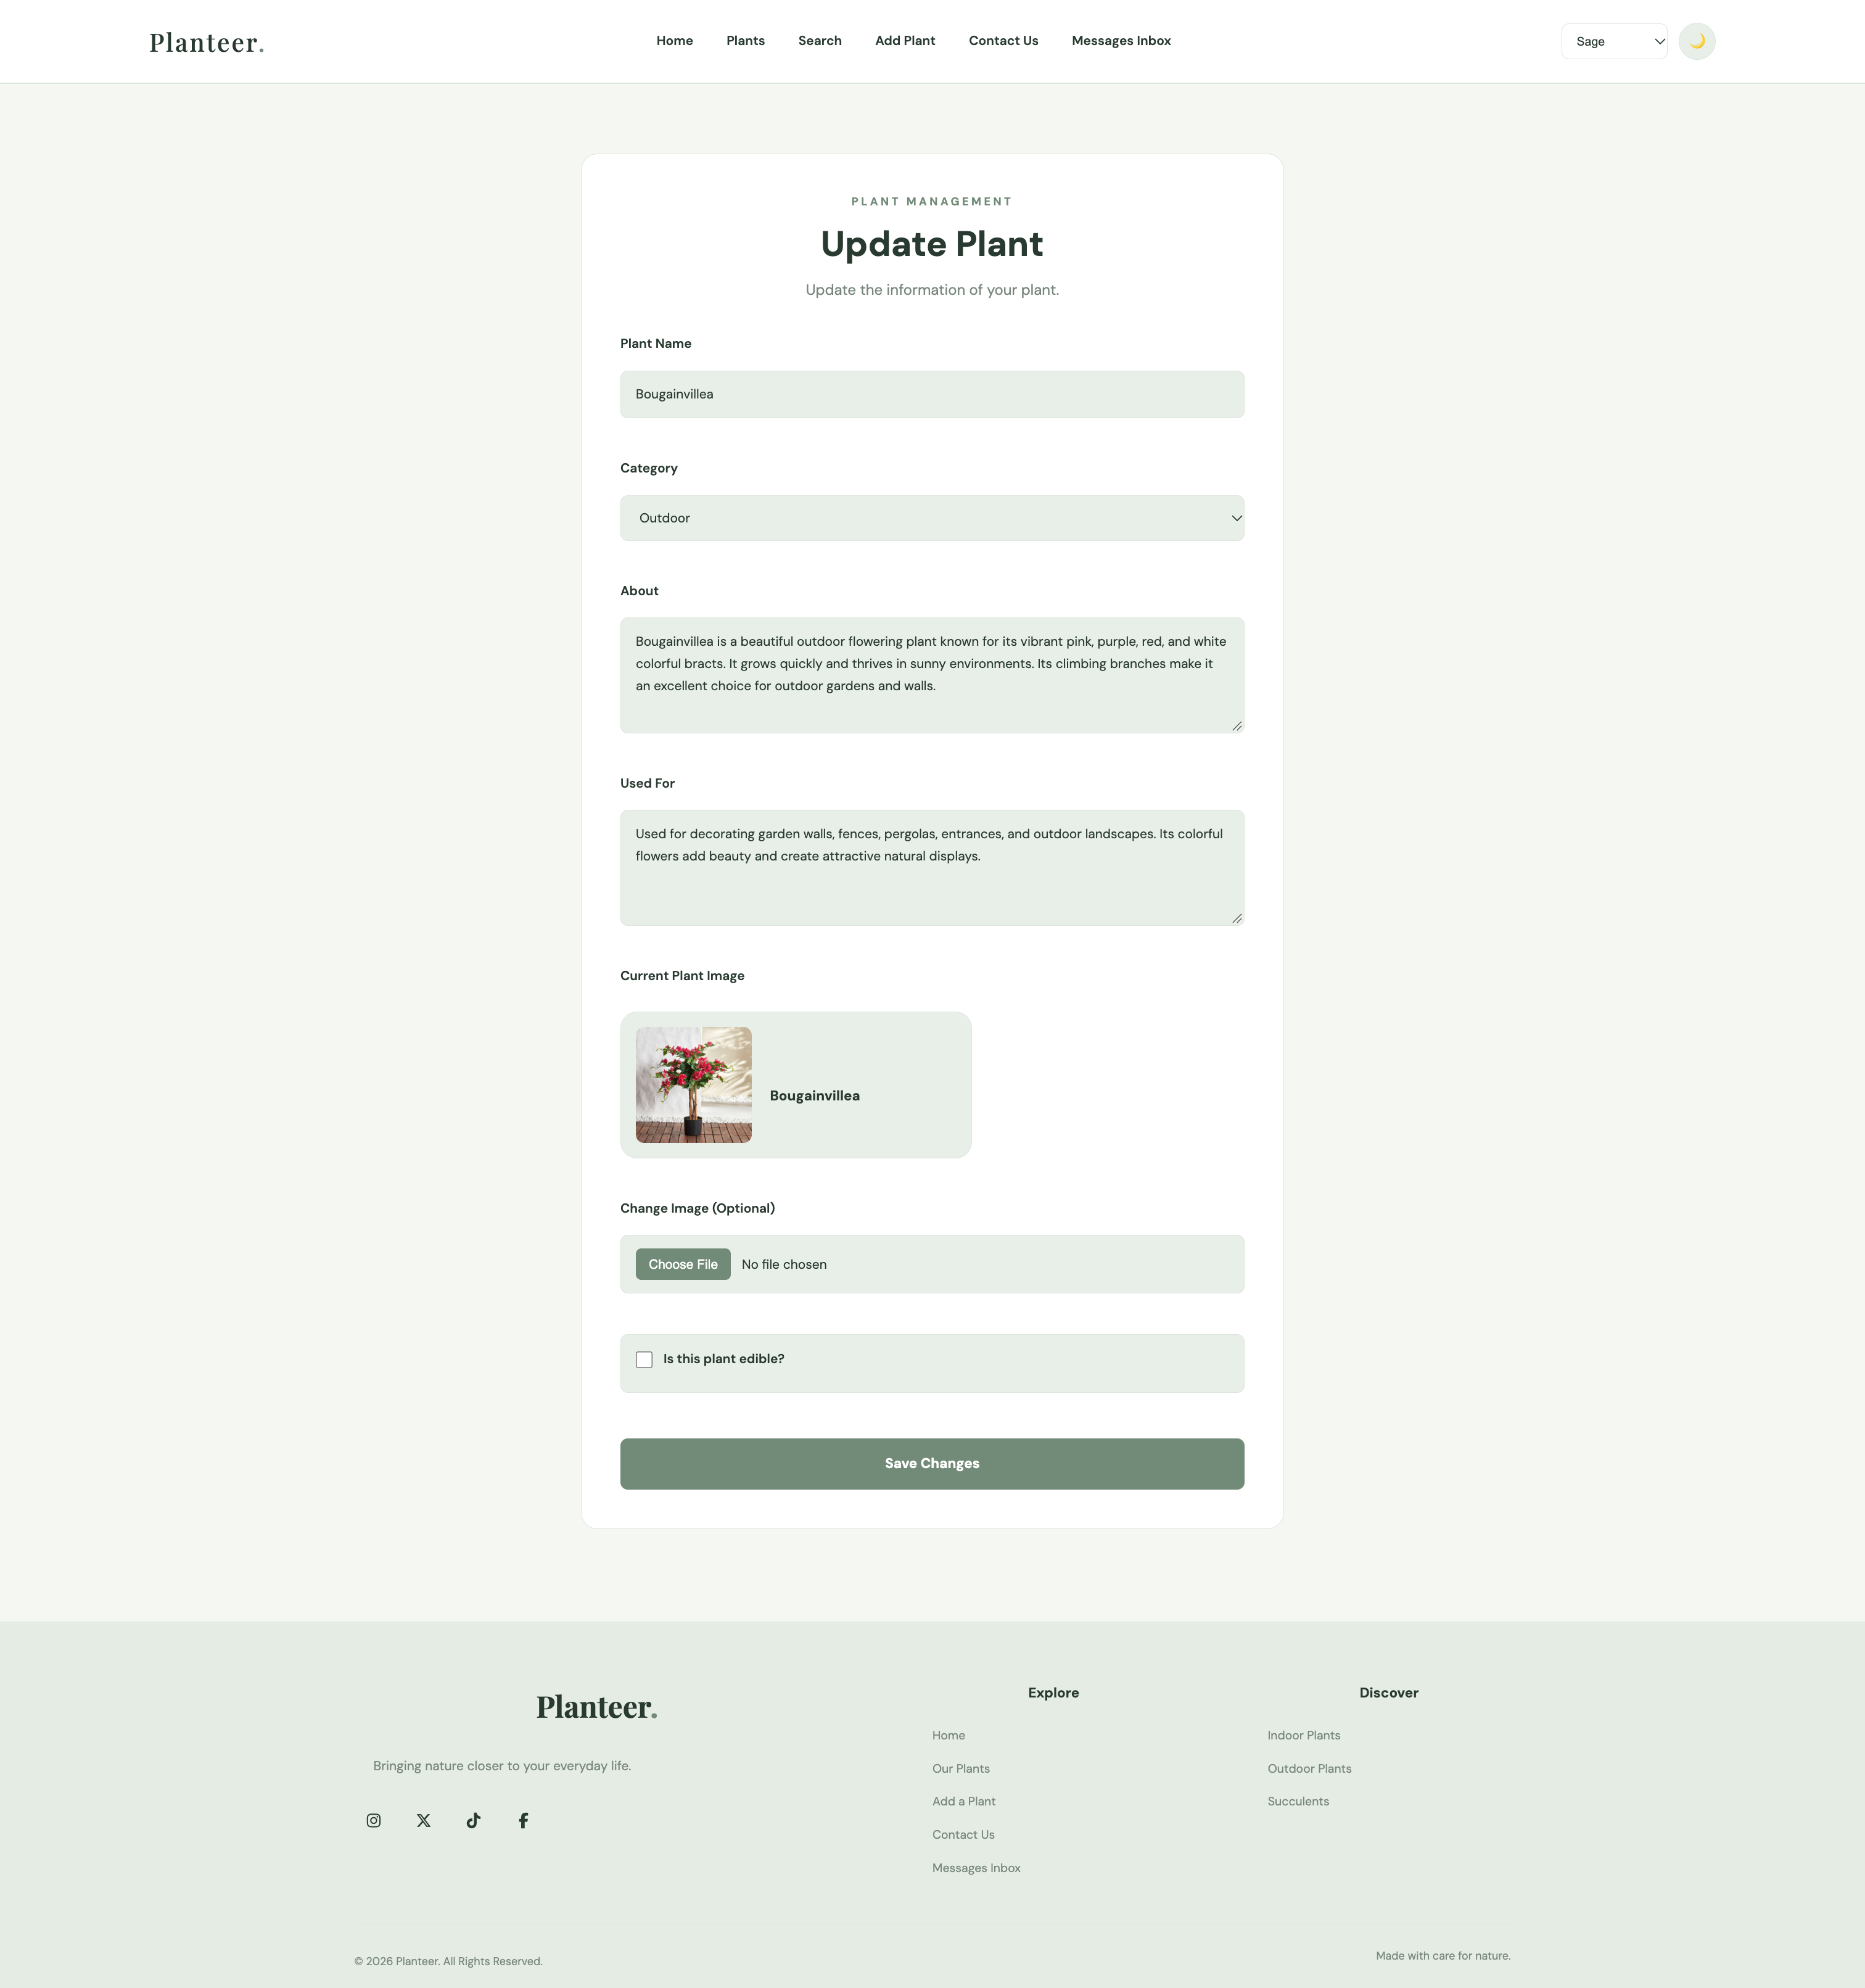 Planteer.
Home
Plants
Search
Add Plant
Contact Us
Messages Inbox
Sage
PLANT MANAGEMENT
Update Plant
Update the information of your plant.
Plant Name
Bougainvillea
Category
Outdoor
About
Bougainvillea is a beautiful outdoor flowering plant known for its vibrant pink, purple, red, and white
colorful bracts. It grows quickly and thrives in sunny environments. Its climbing branches make it
an excellent choice for outdoor gardens and walls.
Used For
Used for decorating garden walls, fences, pergolas, entrances, and outdoor landscapes. Its colorful
flowers add beauty and create attractive natural displays.
Current Plant Image
Bougainvillea
Change Image (Optional)
Choose File No file chosen
Is this plant edible?
Save Changes
Planteer.
Bringing nature closer to your everyday life.
Explore
Home
Our Plants
Add a Plant
Contact Us
Messages Inbox
Discover
Indoor Plants
Outdoor Plants
Succulents
© 2026 Planteer. All Rights Reserved.
Made with care for nature.